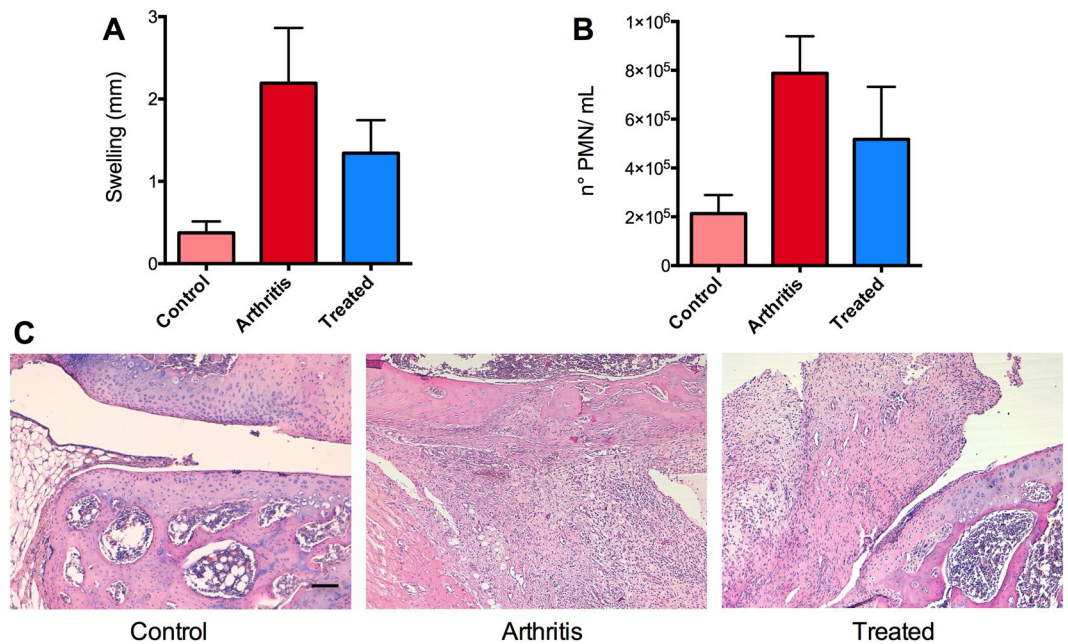 A
Swelling (mm)
3
2
1
0
Control
Arthritis
Treated
B
n° PMN/ mL
1×10⁶
8×10⁵
6×10⁵
4×10⁵
2×10⁵
0
Control
Arthritis
Treated
C
Control
Arthritis
Treated